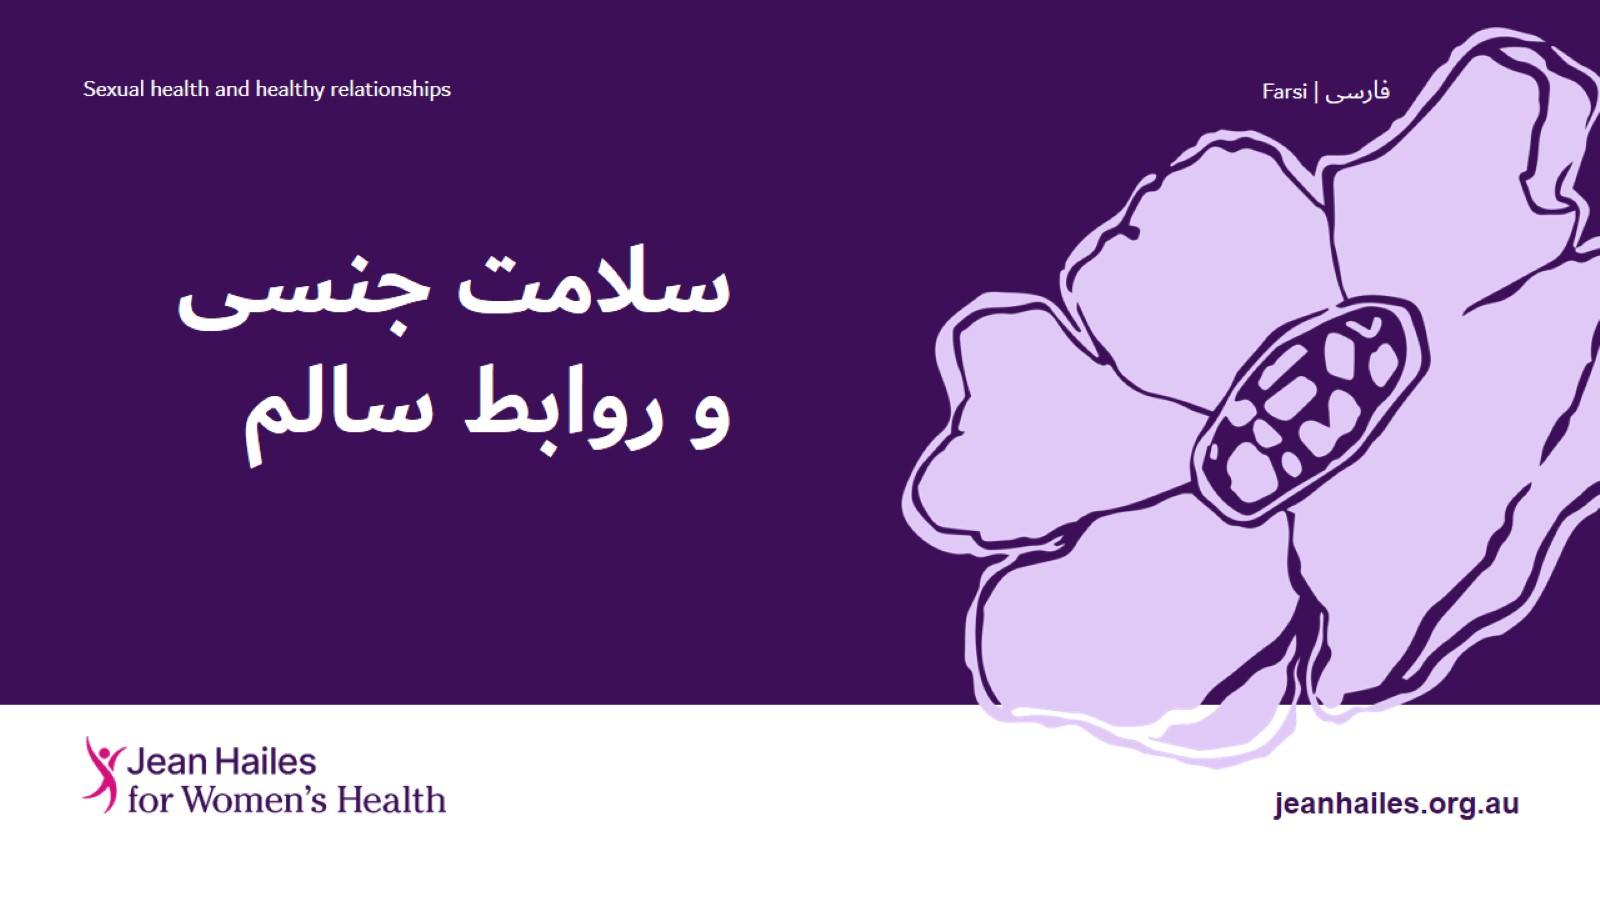 Sexual health and healthy relationships
Farsi | فارسی
سلامت جنسی
و روابط سالم
Jean Hailes
for Women's Health
jeanhailes.org.au